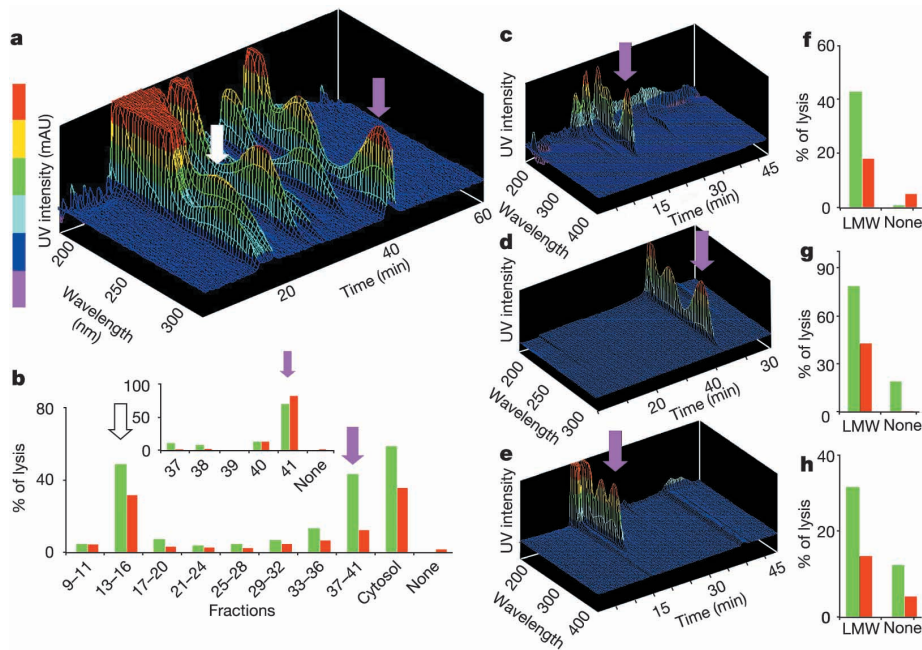 a
UV intensity (mAU)
200
250
300
Wavelength
(nm)
20
40
60
Time (min)
b
80
40
0
% of lysis
100
50
0
37
38
39
40
41
None
9–11
13–16
17–20
21–24
25–28
29–32
33–36
37–41
Cytosol
None
Fractions
c
UV intensity
200
300
400
Wavelength
15
30
45
Time (min)
d
UV intensity
200
250
300
Wavelength
20
40
30
Time (min)
e
UV intensity
200
300
400
Wavelength
15
30
45
Time (min)
f
60
40
20
0
% of lysis
LMW None
g
90
60
30
0
% of lysis
LMW None
h
40
20
0
% of lysis
LMW None